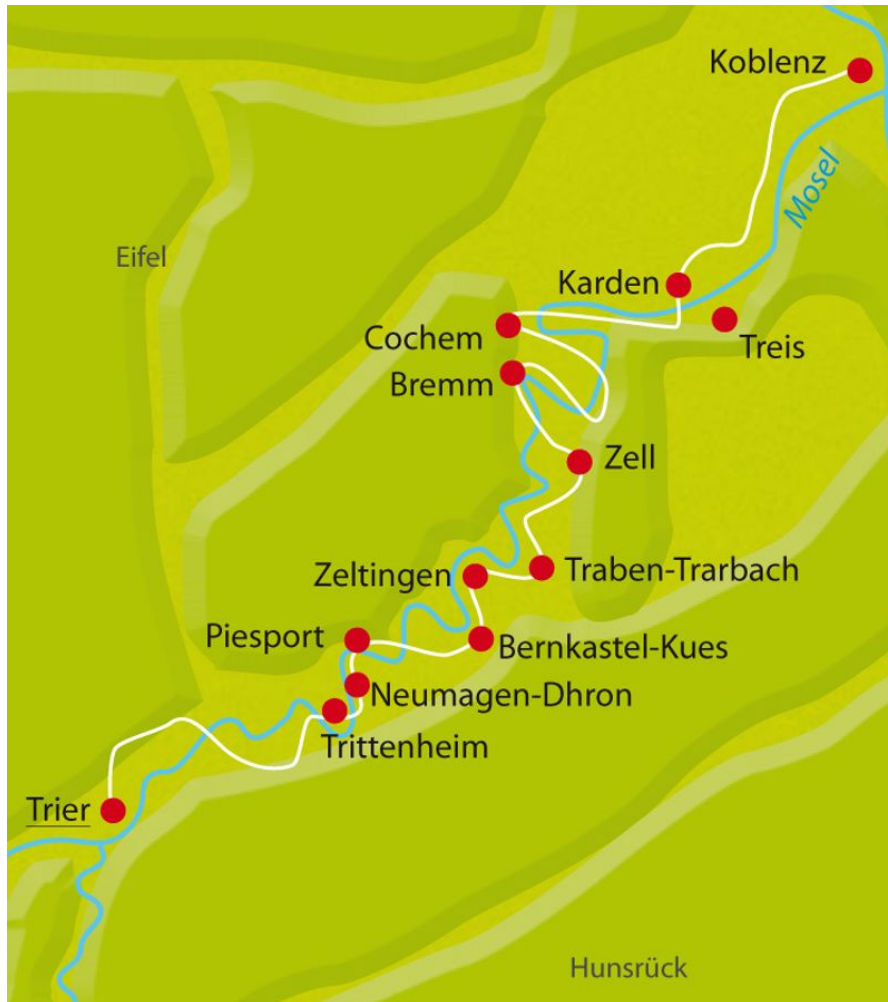 Koblenz
Mosel
Eifel
Karden
Cochem
Treis
Bremm
Zell
Zeltingen
Traben-Trarbach
Piesport
Bernkastel-Kues
Neumagen-Dhron
Trittenheim
Trier
Hunsrück